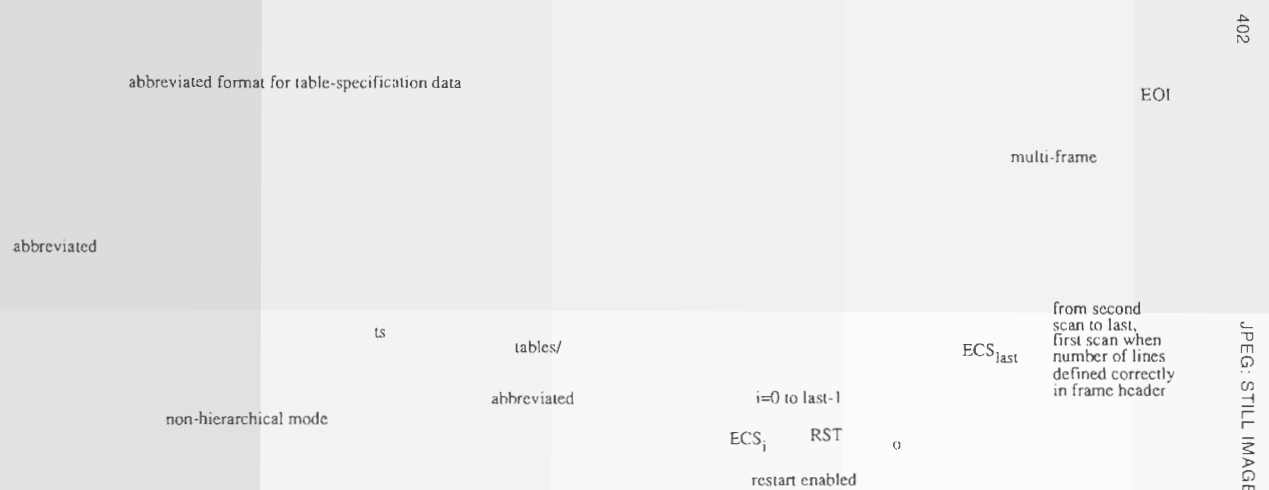 402
abbreviated format for table-specification data
EOI
multi-frame
abbreviated
from second
scan to last,
first scan when
number of lines
defined correctly
in frame header
ts
tables/
ECSlast
abbreviated
i=0 to last-1
non-hierarchical mode
ECSi RST o
restart enabled
JPEG: STILL IMAGE